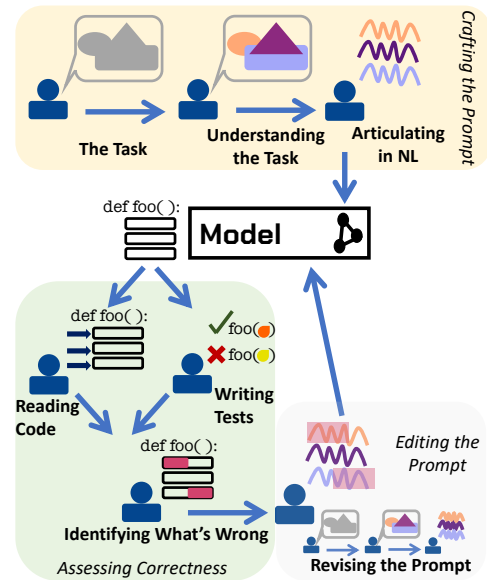 Crafting the Prompt
The Task
Understanding
the Task
Articulating
in NL
def foo( ):
Model
def foo( ):
foo( )
foo( )
Reading
Code
Writing
Tests
def foo( ):
Identifying What's Wrong
Assessing Correctness
Editing the
Prompt
Revising the Prompt